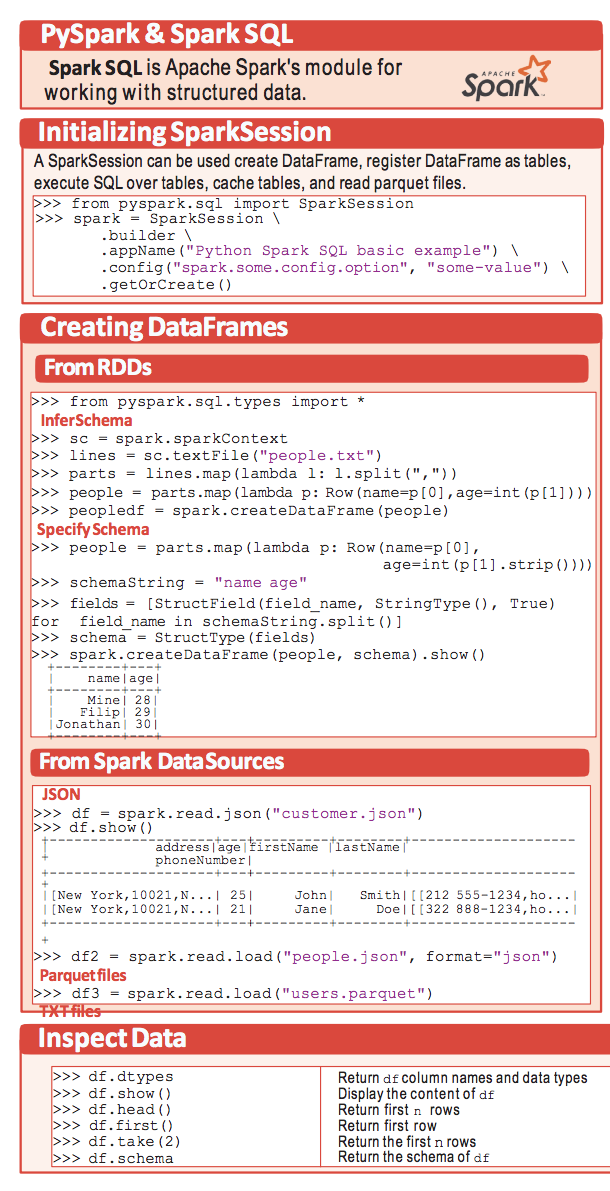 PySpark & Spark SQL
Spark SQL is Apache Spark's module for
working with structured data.
APACHE
Spark
Initializing SparkSession
A SparkSession can be used create DataFrame, register DataFrame as tables,
execute SQL over tables, cache tables, and read parquet files.
>>> from pyspark.sql import SparkSession
>>> spark = SparkSession \
.builder \
.appName("Python Spark SQL basic example") \
.config("spark.some.config.option", "some-value") \
.getOrCreate()
Creating DataFrames
From RDDs
>>> from pyspark.sql.types import *
Infer Schema
>>> sc = spark.sparkContext
>>> lines = sc.textFile("people.txt")
>>> parts = lines.map(lambda l: l.split(","))
>>> people = parts.map(lambda p: Row(name=p[0],age=int(p[1])))
>>> peopledf = spark.createDataFrame(people)
Specify Schema
>>> people = parts.map(lambda p: Row(name=p[0],
age=int(p[1].strip())))
>>> schemaString = "name age"
>>> fields = [StructField(field_name, StringType(), True)
for field_name in schemaString.split()]
>>> schema = StructType(fields)
>>> spark.createDataFrame(people, schema).show()
+--------+---+
| name|age|
+--------+---+
| Mine| 28|
| Filip| 29|
|Jonathan| 30|
+--------+---+
From Spark Data Sources
JSON
>>> df = spark.read.json("customer.json")
>>> df.show()
+--------------------+---+---------+--------+--------------------
| address|age|firstName |lastName|
+ phoneNumber|
+--------------------+---+---------+--------+--------------------
+
|[New York,10021,N...| 25| John| Smith|[[212 555-1234,ho...|
|[New York,10021,N...| 21| Jane| Doe|[[322 888-1234,ho...|
+--------------------+---+---------+--------+--------------------
+
>>> df2 = spark.read.load("people.json", format="json")
Parquet files
>>> df3 = spark.read.load("users.parquet")
TXT files
Inspect Data
>>> df.dtypes Return df column names and data types
>>> df.show() Display the content of df
>>> df.head() Return first n rows
>>> df.first() Return first row
>>> df.take(2) Return the first n rows
>>> df.schema Return the schema of df